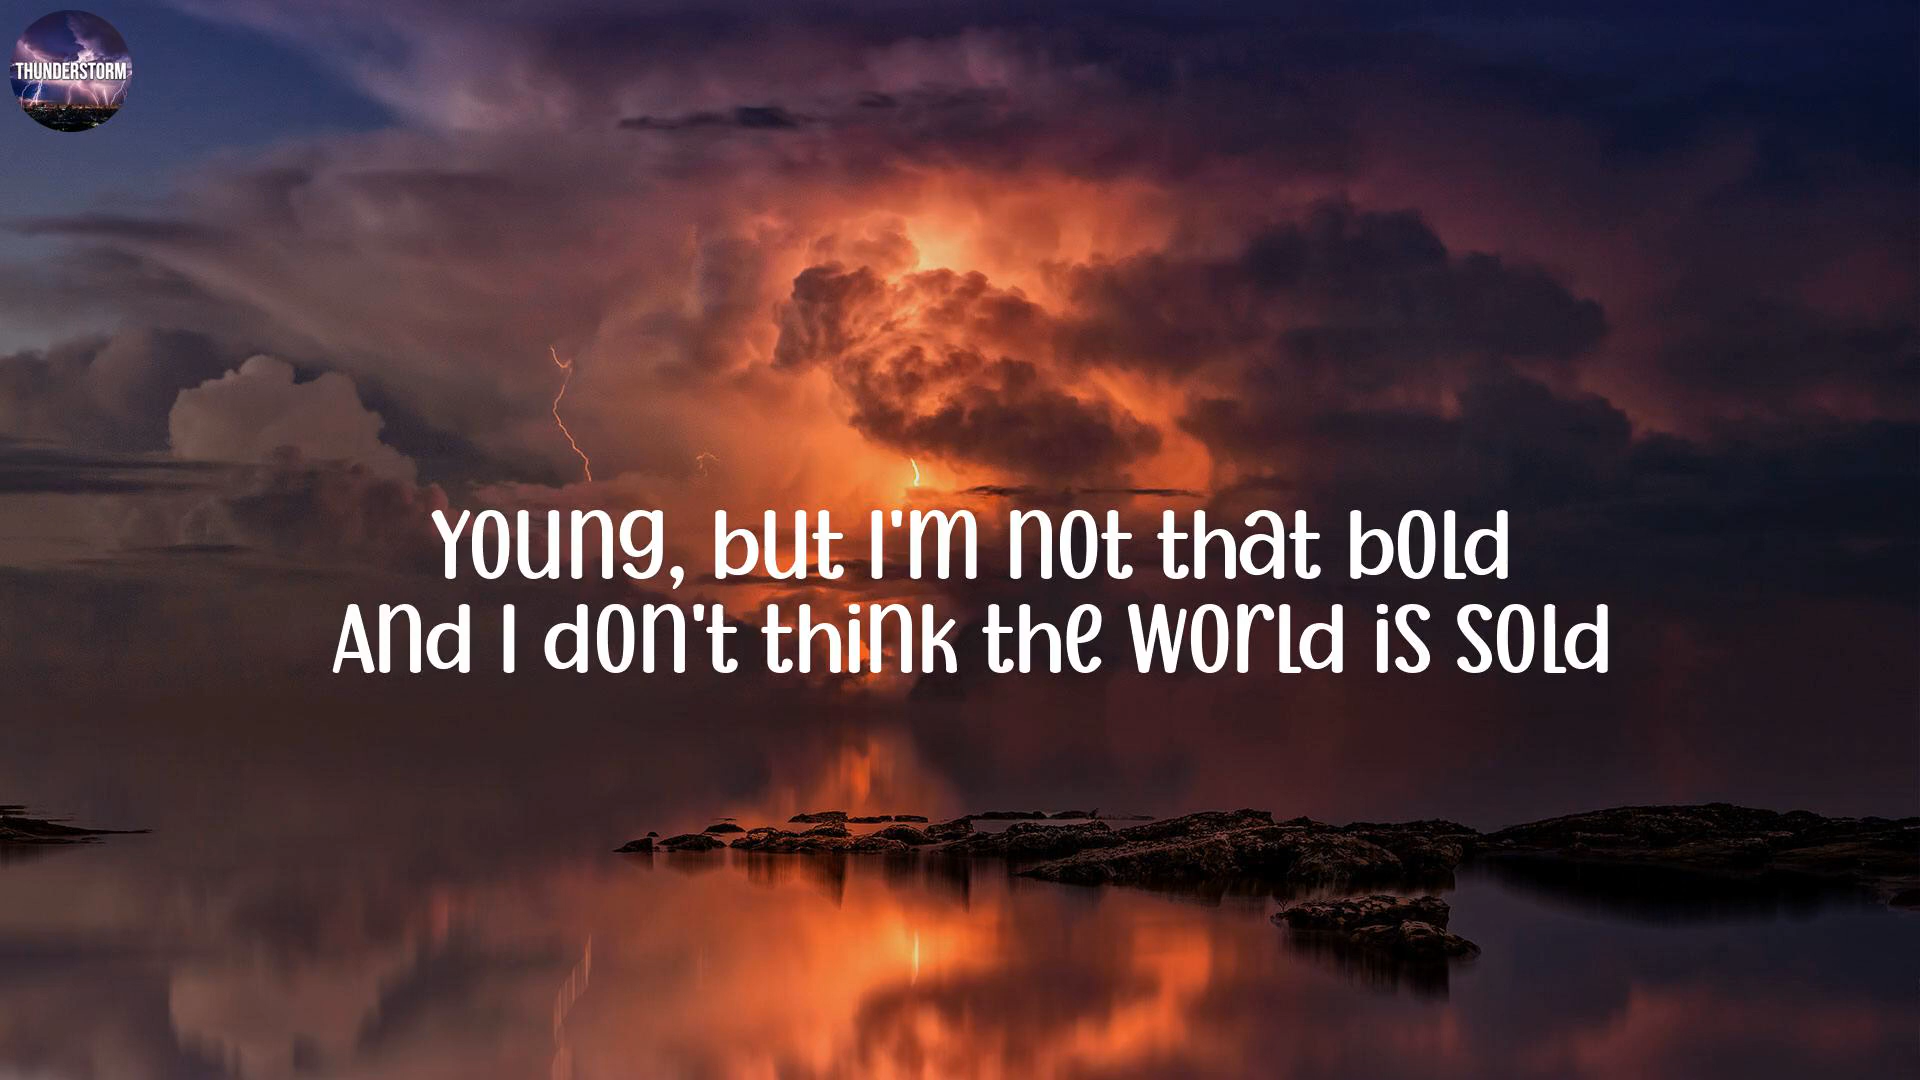 THUNDERSTORM
Young, but I'm not that bold
And I don't think the world is sold